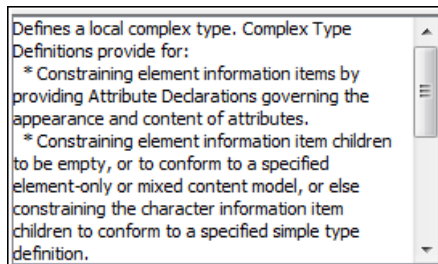 Defines a local complex type. Complex Type
Definitions provide for:
* Constraining element information items by
providing Attribute Declarations governing the
appearance and content of attributes.
* Constraining element information item children
to be empty, or to conform to a specified
element-only or mixed content model, or else
constraining the character information item
children to conform to a specified simple type
definition.